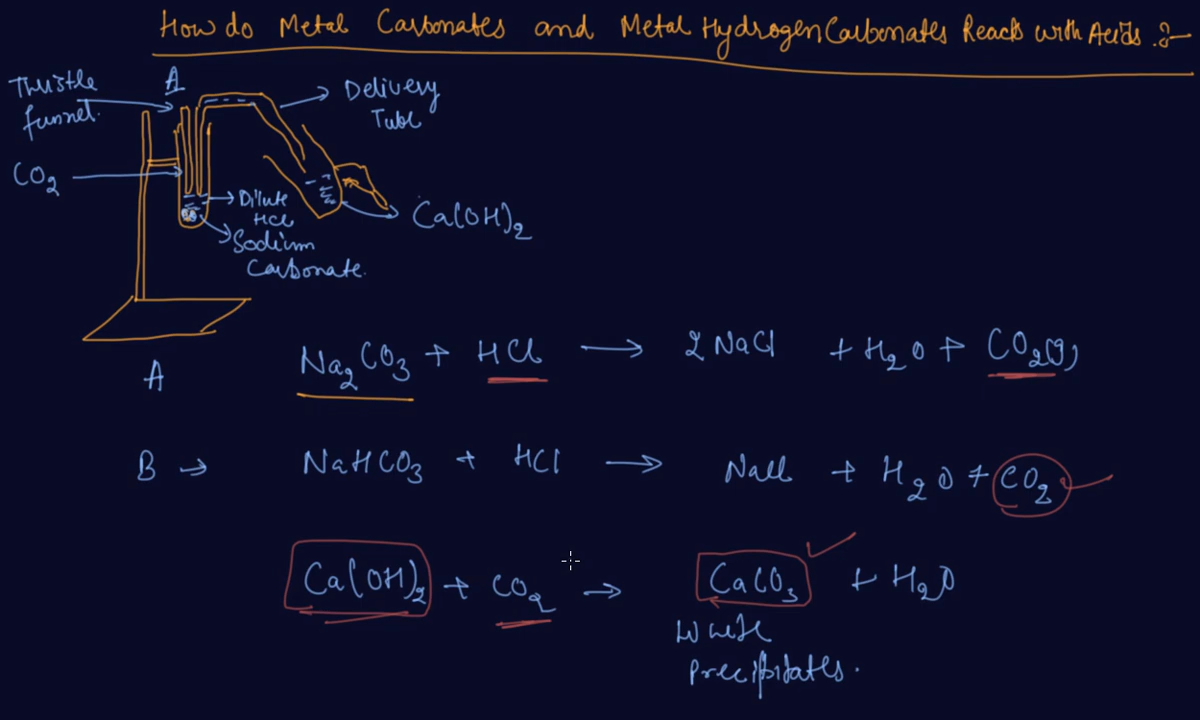 How do Metal Carbonates and Metal Hydrogen Carbonates Reacts with Acids :-
Thistle
funnel.
A
Delivery
Tube
CO2
Dilute
HCl
Sodium
Carbonate.
Ca(OH)2
A
Na2CO3 + HCl → 2 NaCl + H2O + CO2(g)
B → NaHCO3 + HCl → NaCl + H2O + CO2
Ca(OH)2 + CO2 → CaCO3 + H2O
White
Precipitates.